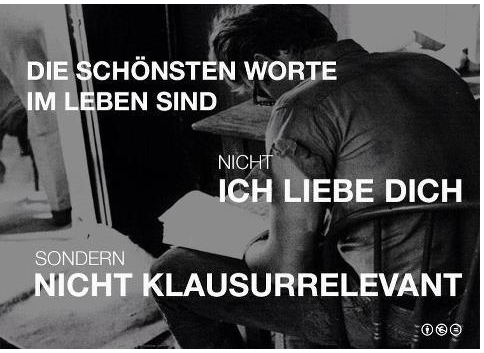 DIE SCHÖNSTEN WORTE
IM LEBEN SIND
NICHT
ICH LIEBE DICH
SONDERN
NICHT KLAUSURRELEVANT